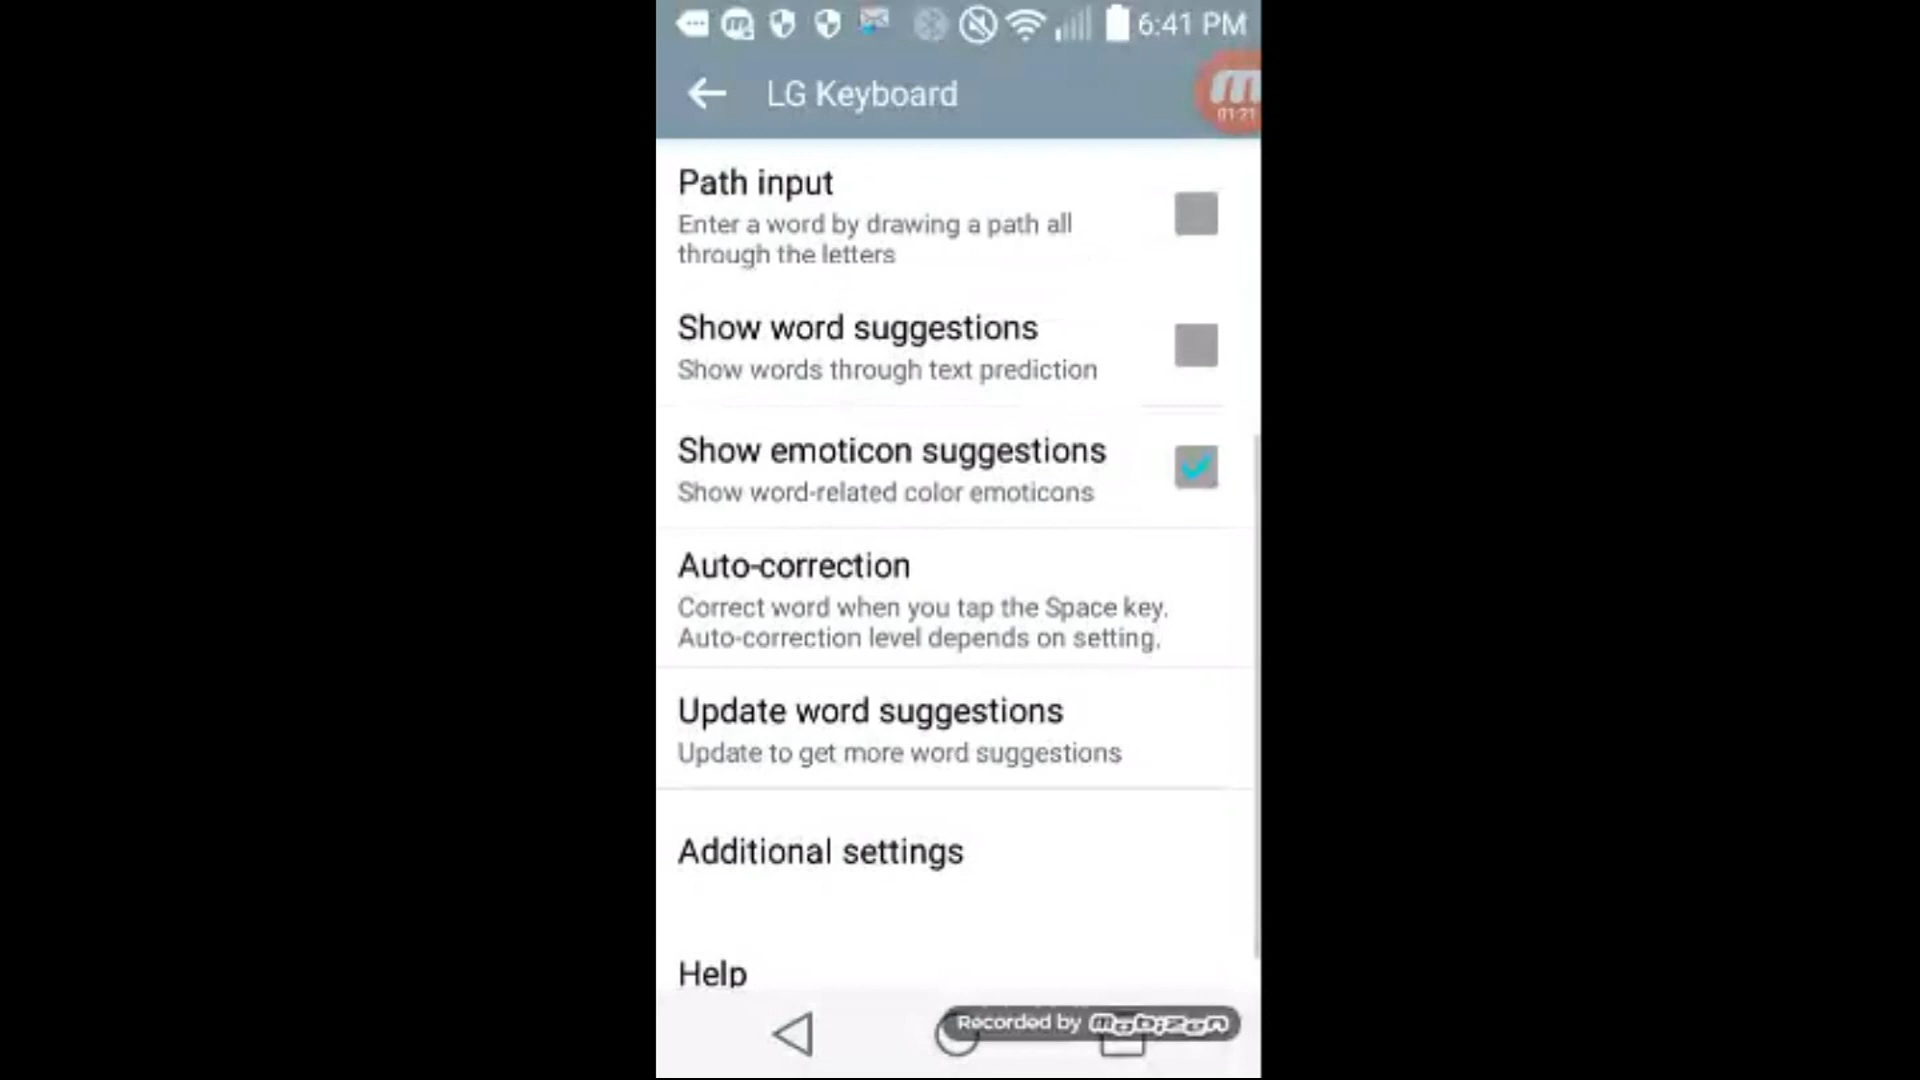 6:41 PM
LG Keyboard
01:21
Path input
Enter a word by drawing a path all
through the letters
Show word suggestions
Show words through text prediction
Show emoticon suggestions
Show word-related color emoticons
Auto-correction
Correct word when you tap the Space key.
Auto-correction level depends on setting.
Update word suggestions
Update to get more word suggestions
Additional settings
Help
Recorded by mobizen